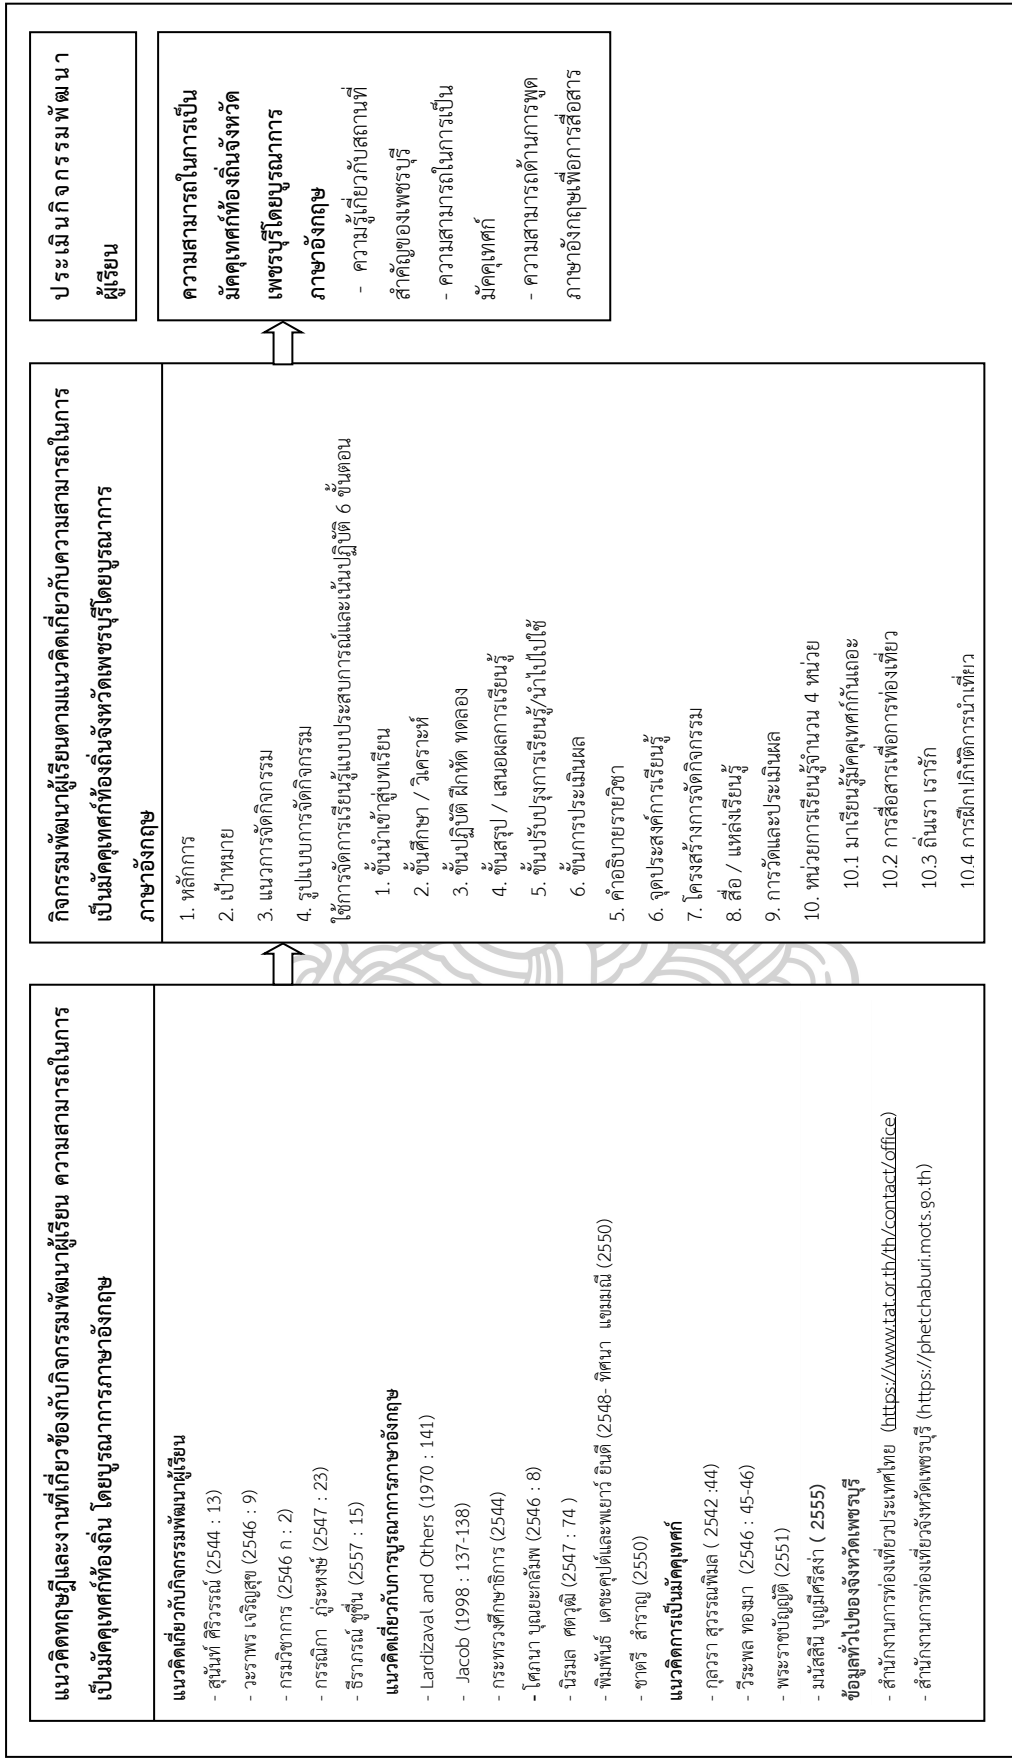 แนวคิดทฤษฎีและงานที่เกี่ยวข้องกับกิจกรรมพัฒนาผู้เรียน ความสามารถในการ
เป็นมัคคุเทศก์ท้องถิ่น โดยบูรณาการภาษาอังกฤษ
แนวคิดเกี่ยวกับกิจกรรมพัฒนาผู้เรียน
- สุนันท์ ศิริวรรณ์ (2544 : 13)
- วะราพร เจริญสุข (2546 : 9)
- กรมวิชาการ (2546 ก : 2)
- กรรณิกา ภู่ระหงษ์ (2547 : 23)
- ธีราภรณ์ ชูชื่น (2557 : 15)
แนวคิดเกี่ยวกับการบูรณาการภาษาอังกฤษ
- Lardizaval and Others (1970 : 141)
- Jacob (1998 : 137-138)
- กระทรวงศึกษาธิการ (2544)
- โศภนา บุณยะกลัมพ (2546 : 8)
- นิรมล ศตวุฒิ (2547 : 74 )
- พิมพันธ์ เดชะคุปต์และพเยาว์ ยินดี (2548- ทิศนา แขมมณี (2550)
- ชาตรี สำราญ (2550)
แนวคิดการเป็นมัคคุเทศก์
- กุลวรา สุวรรณพิมล ( 2542 :44)
- วีระพล ทองมา (2546 : 45-46)
- พระราชบัญญัติ (2551)
- มนัสสินี บุญมีศรีสง่า ( 2555)
ข้อมูลทั่วไปของจังหวัดเพชรบุรี
- สำนักงานการท่องเที่ยวประเทศไทย (https://www.tat.or.th/th/contact/office)
- สำนักงานการท่องเที่ยวจังหวัดเพชรบุรี (https://phetchaburi.mots.go.th)
กิจกรรมพัฒนาผู้เรียนตามแนวคิดเกี่ยวกับความสามารถในการ
เป็นมัคคุเทศก์ท้องถิ่นจังหวัดเพชรบุรีโดยบูรณาการ
ภาษาอังกฤษ
1. หลักการ
2. เป้าหมาย
3. แนวการจัดกิจกรรม
4. รูปแบบการจัดกิจกรรม
ใช้การจัดการเรียนรู้แบบประสบการณ์และเน้นปฏิบัติ 6 ขั้นตอน
1. ขั้นนำเข้าสู่บทเรียน
2. ขั้นศึกษา / วิเคราะห์
3. ขั้นปฏิบัติ ฝึกหัด ทดลอง
4. ขั้นสรุป / เสนอผลการเรียนรู้
5. ขั้นปรับปรุงการเรียนรู้/นำไปไปใช้
6. ขั้นการประเมินผล
5. คำอธิบายรายวิชา
6. จุดประสงค์การเรียนรู้
7. โครงสร้างการจัดกิจกรรม
8. สื่อ / แหล่งเรียนรู้
9. การวัดและประเมินผล
10. หน่วยการเรียนรู้จำนวน 4 หน่วย
10.1 มาเรียนรู้มัคคุเทศก์กันเถอะ
10.2 การสื่อสารเพื่อการท่องเที่ยว
10.3 ถิ่นเรา เรารัก
10.4 การฝึกปฏิบัติการนำเที่ยว
ประเมินกิจกรรมพัฒนา
ผู้เรียน
ความสามารถในการเป็น
มัคคุเทศก์ท้องถิ่นจังหวัด
เพชรบุรีโดยบูรณาการ
ภาษาอังกฤษ
- ความรู้เกี่ยวกับสถานที่
สำคัญของเพชรบุรี
- ความสามารถในการเป็น
มัคคุเทศก์
- ความสามารถด้านการพูด
ภาษาอังกฤษเพื่อการสื่อสาร